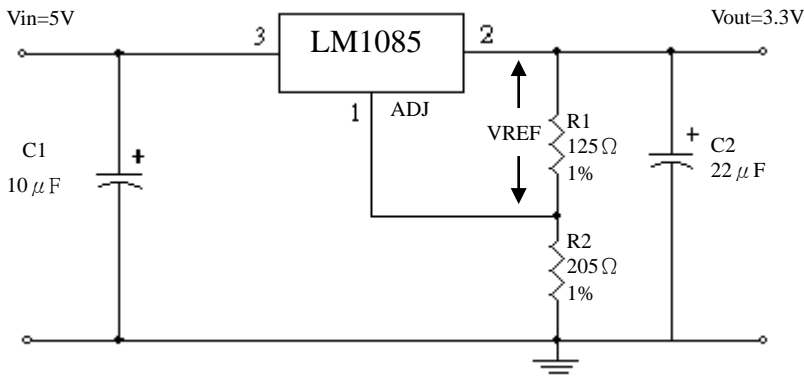 Vin=5V
Vout=3.3V
3
LM1085
2
1
ADJ
VREF
R1
125Ω
1%
C1
10μF
+
+
C2
22μF
R2
205Ω
1%